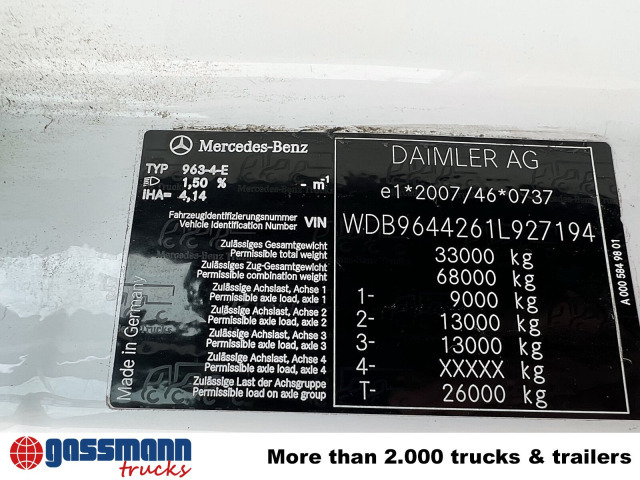 Mercedes-Benz
TYP 963-4-E
1,50 % - m⁻¹
IHA= 4,14
Fahrzeugidentifizierungsnummer
Vehicle Identification Number VIN
Zulässiges Gesamtgewicht
Permissible total weight
Zulässiges Zug-Gesamtgewicht
Permissible combination weight
Zulässige Achslast, Achse 1
Permissible axle load, axle 1
Zulässige Achslast, Achse 2
Permissible axle load, axle 2
Zulässige Achslast, Achse 3
Permissible axle load, axle 3
Zulässige Achslast, Achse 4
Permissible axle load, axle 4
Zulässige Last der Achsgruppe
Permissible load on axle group
Made in Germany
DAIMLER AG
e1*2007/46*0737
WDB9644261L927194
33000 kg
68000 kg
1- 9000 kg
2- 13000 kg
3- 13000 kg
4- XXXXX kg
T- 26000 kg
A 000 584 98 01
gassmann
trucks
More than 2.000 trucks & trailers